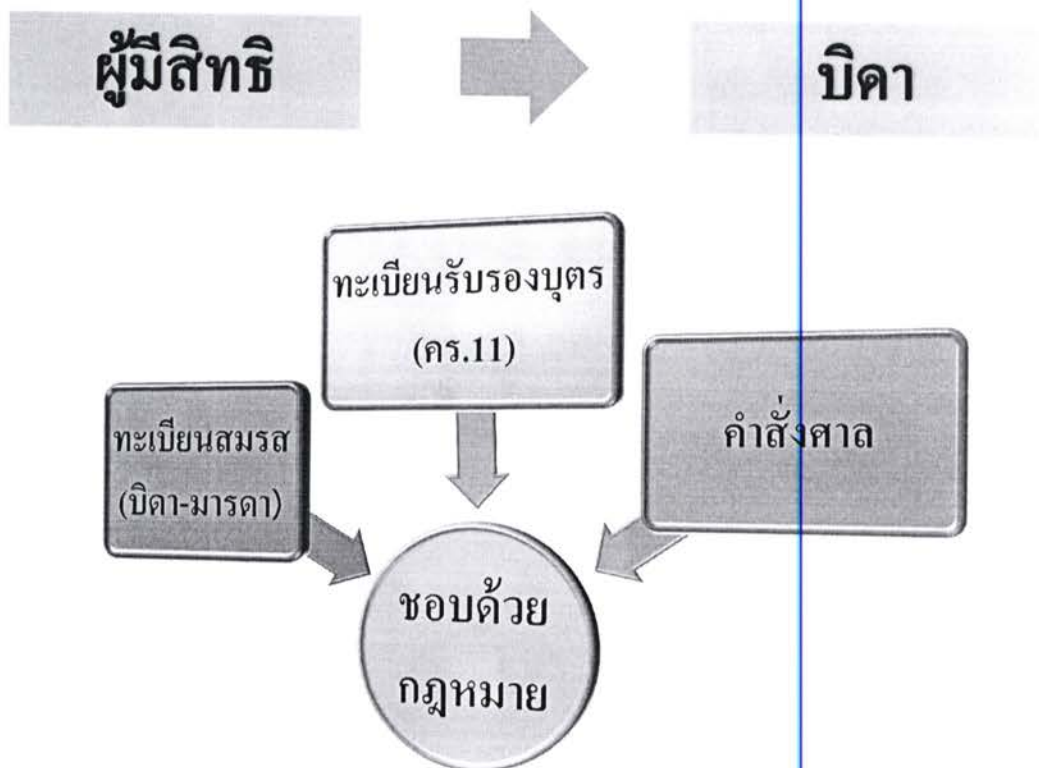 ผู้มีสิทธิ
บิดา
ทะเบียนรับรองบุตร
(คร.11)
ทะเบียนสมรส
(บิดา-มารดา)
คำสั่งศาล
ชอบด้วย
กฎหมาย